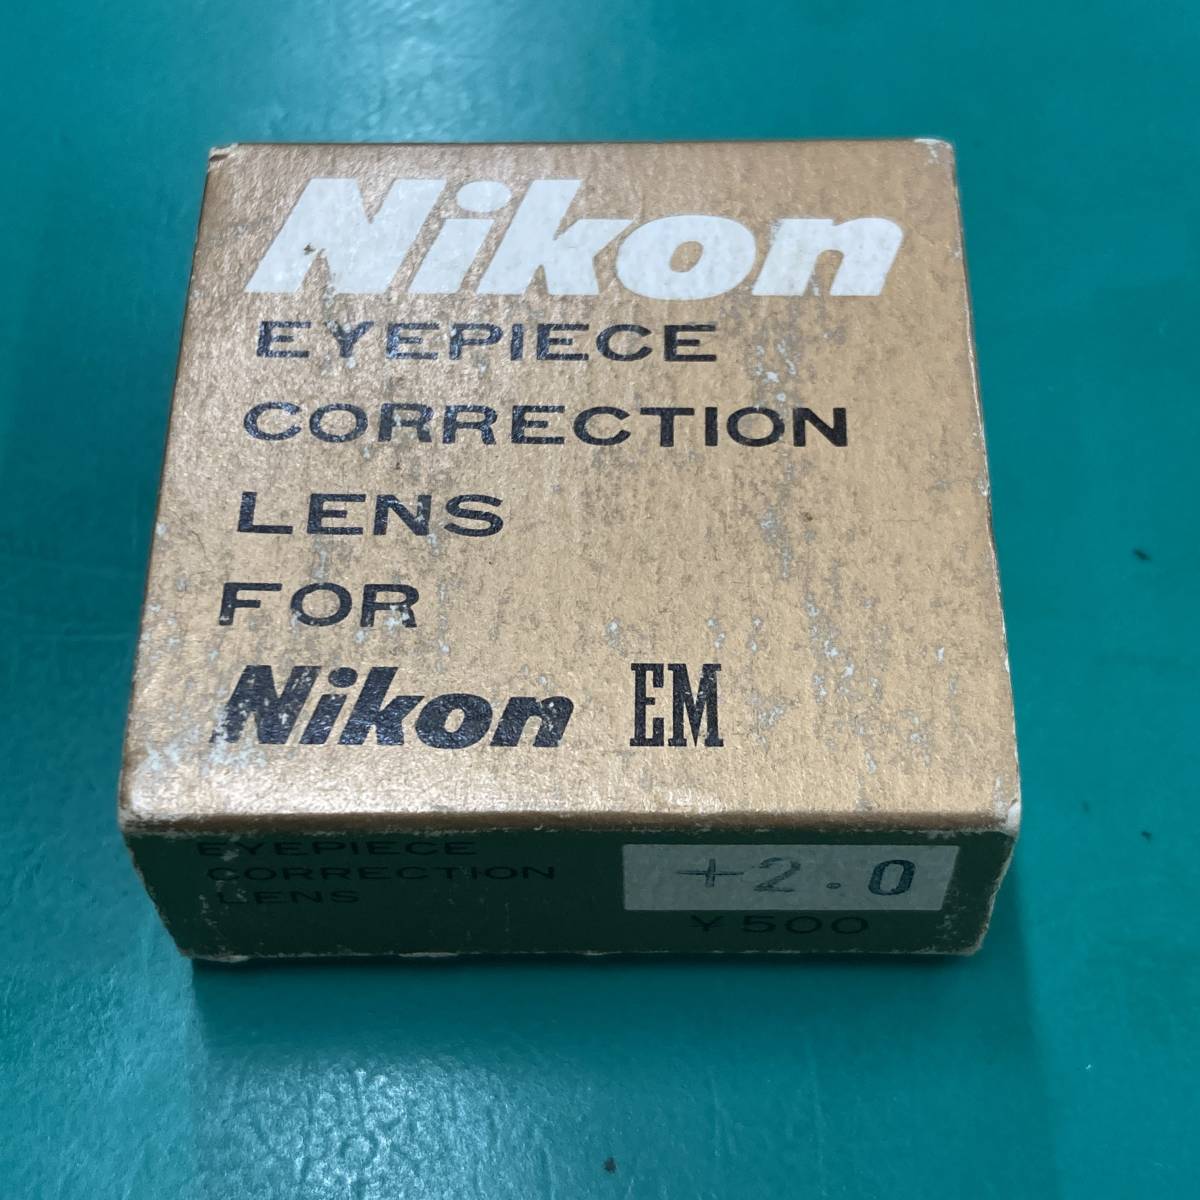 Nikon
EYEPIECE
CORRECTION
LENS
FOR
Nikon EM
EYEPIECE
CORRECTION
LENS
+2.0
¥500